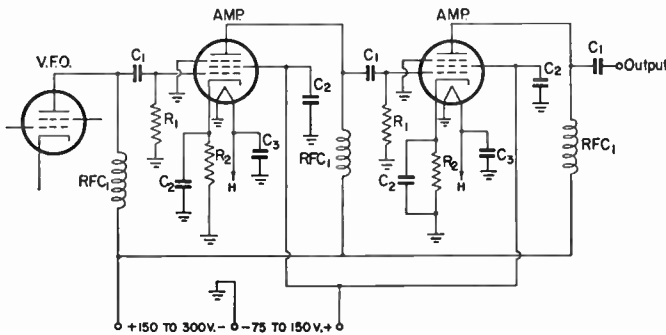 V.F.O.
AMP.
AMP.
C1
C1
C1
Output
C2
C2
R1
R1
RFC1
RFC1
RFC1
R2
R2
C3
C3
C2
C2
H
H
+150 TO 300V.- -75 TO 150 V.+